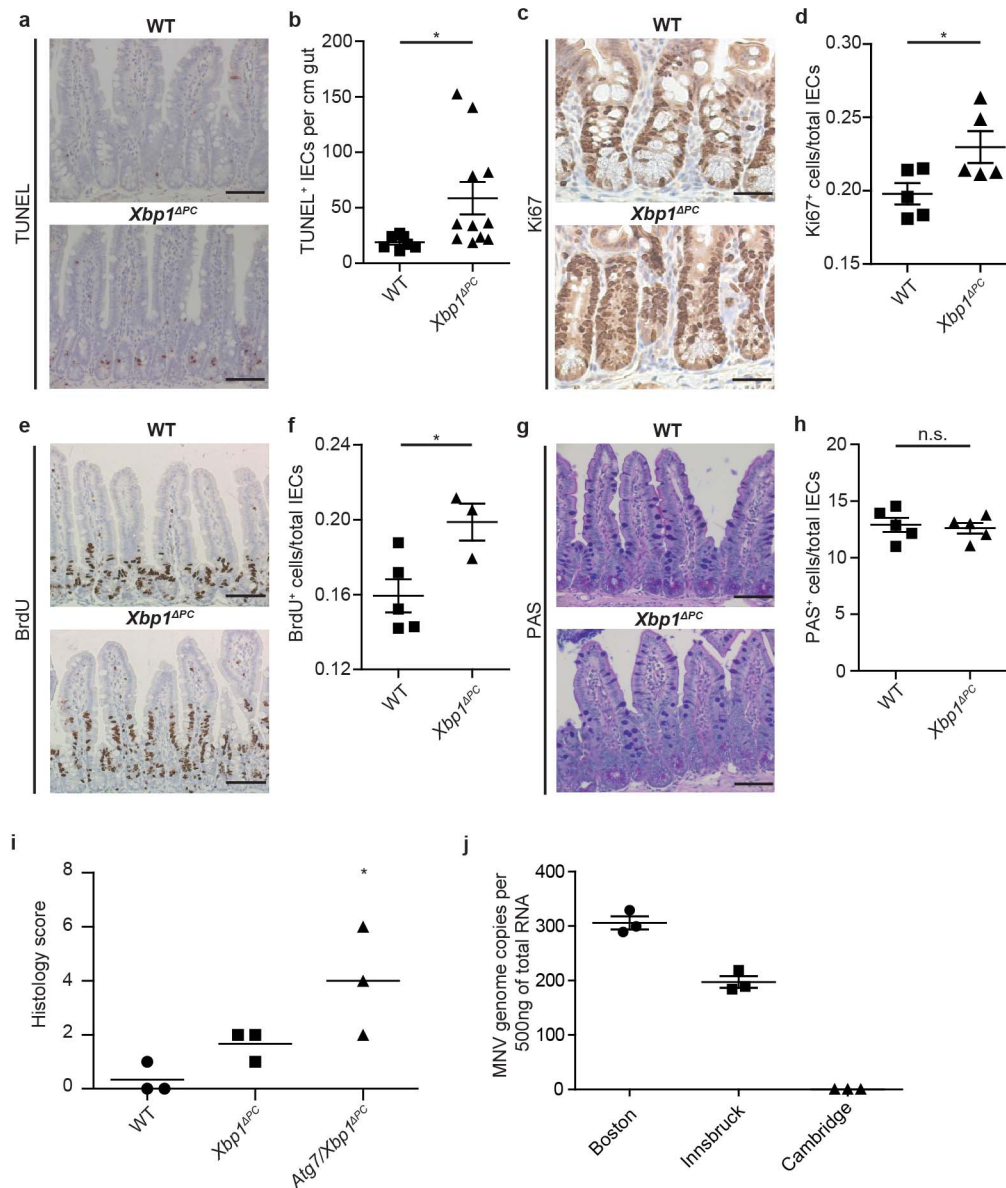 a
WT
TUNEL
Xbp1ΔPC
b
TUNEL+ IECs per cm gut
200
150
100
50
0
*
WT
Xbp1ΔPC
c
WT
Ki67
Xbp1ΔPC
d
Ki67+ cells/total IECs
0.30
0.25
0.20
0.15
*
WT
Xbp1ΔPC
e
WT
BrdU
Xbp1ΔPC
f
BrdU+ cells/total IECs
0.24
0.20
0.16
0.12
*
WT
Xbp1ΔPC
g
WT
PAS
Xbp1ΔPC
h
PAS+ cells/total IECs
20
15
10
5
0
n.s.
WT
Xbp1ΔPC
i
Histology score
8
6
4
2
0
*
WT
Xbp1ΔPC
Atg7/Xbp1ΔPC
j
MNV genome copies per
500ng of total RNA
400
300
200
100
0
Boston
Innsbruck
Cambridge